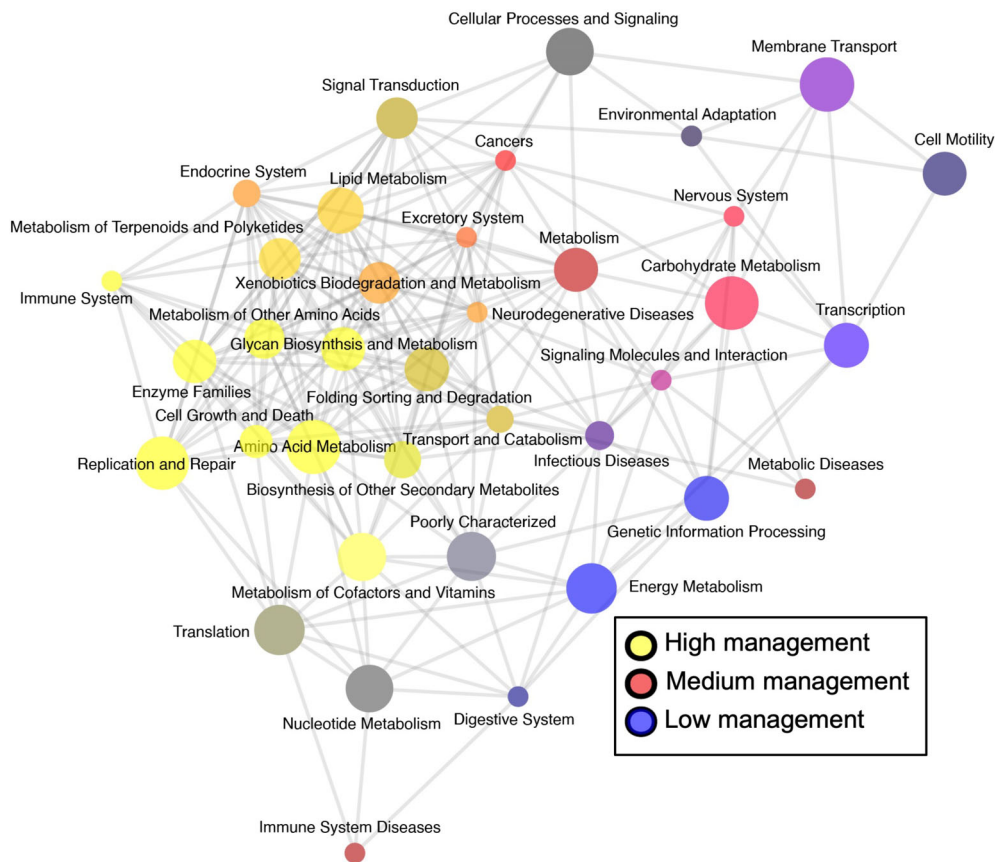 Cellular Processes and Signaling
Membrane Transport
Signal Transduction
Environmental Adaptation
Cancers
Cell Motility
Endocrine System
Lipid Metabolism
Nervous System
Excretory System
Metabolism of Terpenoids and Polyketides
Metabolism
Carbohydrate Metabolism
Xenobiotics Biodegradation and Metabolism
Immune System
Metabolism of Other Amino Acids
Neurodegenerative Diseases
Transcription
Glycan Biosynthsis and Metabolism
Signaling Molecules and Interaction
Enzyme Families
Folding Sorting and Degradation
Cell Growth and Death
Amino Acid Metabolism
Transport and Catabolism
Replication and Repair
Infectious Diseases
Metabolic Diseases
Biosynthesis of Other Secondary Metabolites
Poorly Characterized
Genetic Information Processing
Metabolism of Cofactors and Vitamins
Energy Metabolism
Translation
High management
Medium management
Low management
Nucleotide Metabolism
Digestive System
Immune System Diseases